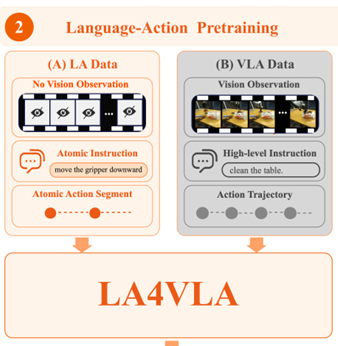 2 Language-Action Pretraining
(A) LA Data
No Vision Observation
...
Atomic Instruction
move the gripper downward
Atomic Action Segment
(B) VLA Data
Vision Observation
...
High-level Instruction
clean the table.
Action Trajectory
LA4VLA